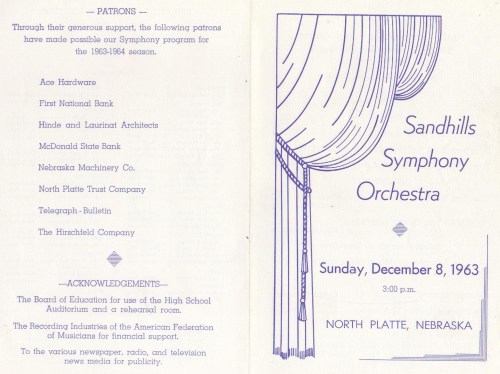 — PATRONS —
Through their generous support, the following patrons
have made possible our Symphony program for
the 1963-1964 season.
Ace Hardware
First National Bank
Hinde and Laurinat Architects
McDonald State Bank
Nebraska Machinery Co.
North Platte Trust Company
Telegraph - Bulletin
The Hirschfeld Company
—ACKNOWLEDGEMENTS—
The Board of Education for use of the High School
Auditorium and a rehearsal room.
The Recording Industries of the American Federation
of Musicians for financial support.
To the various newspaper, radio, and television
news media for publicity.
Sandhills
Symphony
Orchestra
Sunday, December 8, 1963
3:00 p.m.
NORTH PLATTE, NEBRASKA